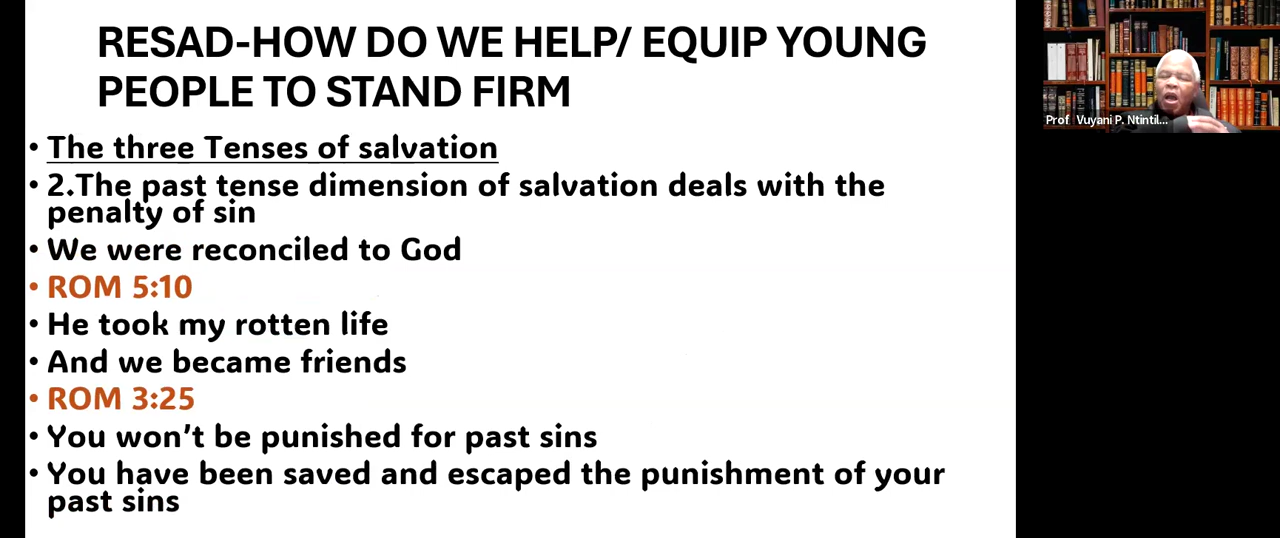 RESAD-HOW DO WE HELP/ EQUIP YOUNG
PEOPLE TO STAND FIRM
• The three Tenses of salvation
• 2.The past tense dimension of salvation deals with the
penalty of sin
• We were reconciled to God
• ROM 5:10
• He took my rotten life
• And we became friends
• ROM 3:25
• You won't be punished for past sins
• You have been saved and escaped the punishment of your
past sins
Prof Vuyani P. Ntintil...